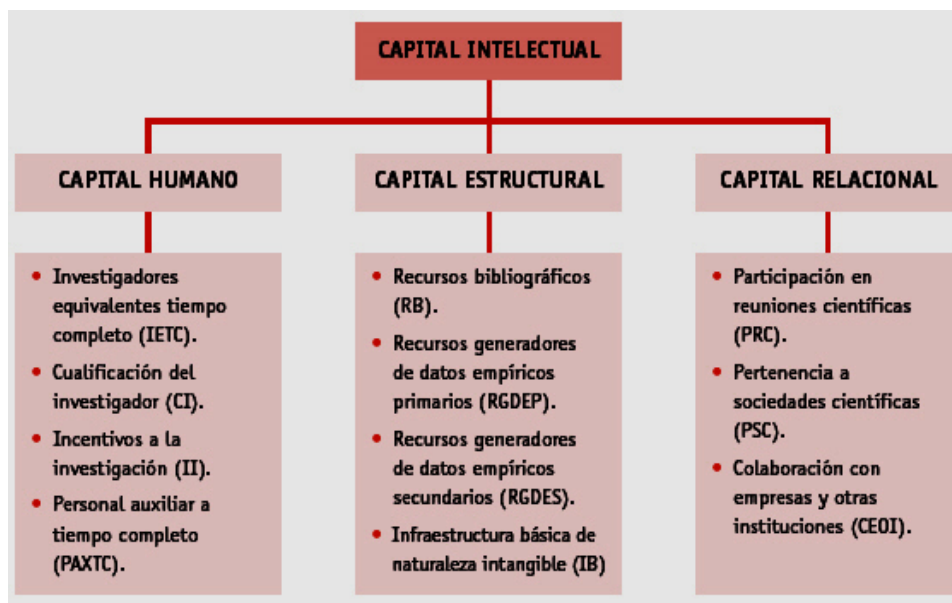 CAPITAL INTELECTUAL
CAPITAL HUMANO
• Investigadores
equivalentes tiempo
completo (IETC).
• Cualificación del
investigador (CI).
• Incentivos a la
investigación (II).
• Personal auxiliar a
tiempo completo
(PAXTC).
CAPITAL ESTRUCTURAL
• Recursos bibliográficos
(RB).
• Recursos generadores
de datos empíricos
primarios (RGDEP).
• Recursos generadores
de datos empíricos
secundarios (RGDES).
• Infraestructura básica de
naturaleza intangible (IB)
CAPITAL RELACIONAL
• Participación en
reuniones científicas
(PRC).
• Pertenencia a
sociedades científicas
(PSC).
• Colaboración con
empresas y otras
instituciones (CEOI).